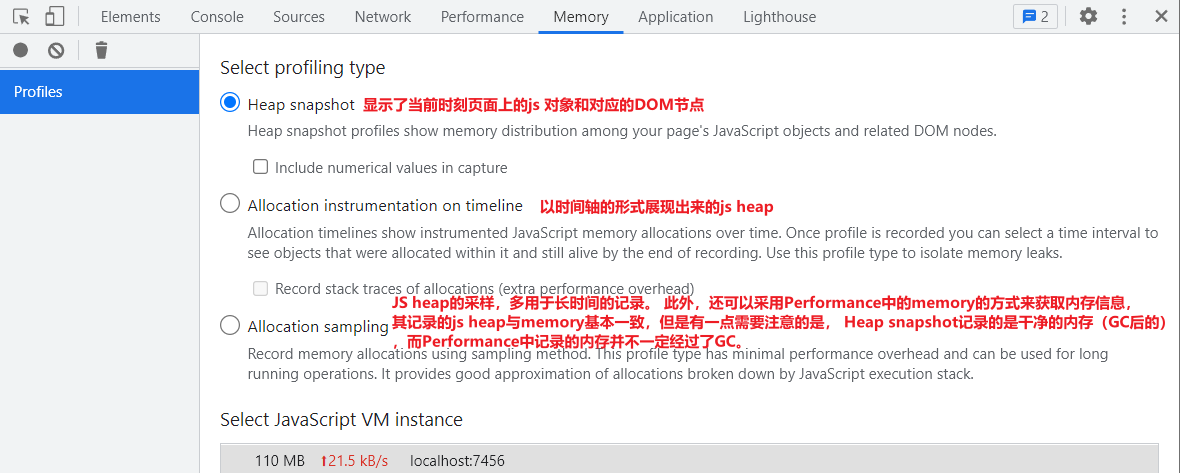 Elements Console Sources Network Performance Memory Application Lighthouse 2
Profiles
Select profiling type
Heap snapshot 显示了当前时刻页面上的js 对象和对应的DOM节点
Heap snapshot profiles show memory distribution among your page's JavaScript objects and related DOM nodes.
Include numerical values in capture
Allocation instrumentation on timeline 以时间轴的形式展现出来的js heap
Allocation timelines show instrumented JavaScript memory allocations over time. Once profile is recorded you can select a time interval to
see objects that were allocated within it and still alive by the end of recording. Use this profile type to isolate memory leaks.
Record stack traces of allocations (extra performance overhead)
JS heap的采样，多用于长时间的记录。 此外，还可以采用Performance中的memory的方式来获取内存信息，
其记录的js heap与memory基本一致，但是有一点需要注意的是， Heap snapshot记录的是干净的内存（GC后的）
Allocation sampling
，而Performance中记录的内存并不一定经过了GC。
Record memory allocations using sampling method. This profile type has minimal performance overhead and can be used for long
running operations. It provides good approximation of allocations broken down by JavaScript execution stack.
Select JavaScript VM instance
110 MB ⬆21.5 kB/s localhost:7456